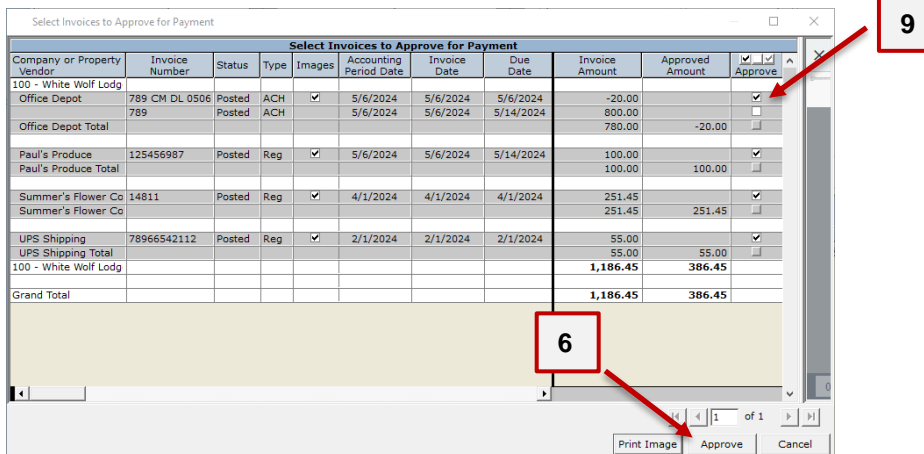 Select Invoices to Approve for Payment
9
Select Invoices to Approve for Payment
Company or Property Vendor Invoice Number Status Type Images Accounting Period Date Invoice Date Due Date Invoice Amount Approved Amount Approve
100 - White Wolf Lodg
Office Depot 789 CM DL 0506 Posted ACH 5/6/2024 5/6/2024 5/6/2024 -20.00
789 Posted ACH 5/6/2024 5/6/2024 5/14/2024 800.00
Office Depot Total 780.00 -20.00
Paul's Produce 125456987 Posted Reg 5/6/2024 5/6/2024 5/14/2024 100.00
Paul's Produce Total 100.00 100.00
Summer's Flower Co 14811 Posted Reg 4/1/2024 4/1/2024 4/1/2024 251.45
Summer's Flower Co 251.45 251.45
UPS Shipping 78966542112 Posted Reg 2/1/2024 2/1/2024 2/1/2024 55.00
UPS Shipping Total 55.00 55.00
100 - White Wolf Lodg 1,186.45 386.45
Grand Total 1,186.45 386.45
6
0
1 of 1
Print Image Approve Cancel